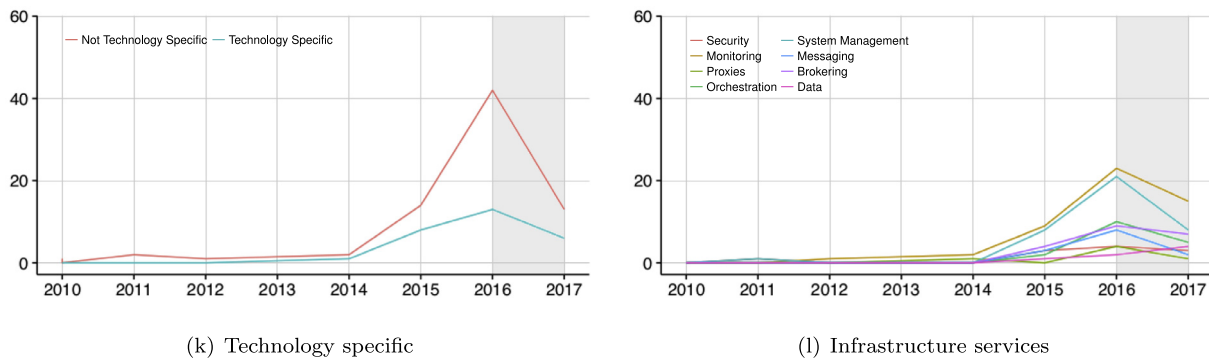 60
40
20
0
Not Technology Specific
Technology Specific
2010 2011 2012 2013 2014 2015 2016 2017
(k) Technology specific
60
40
20
0
Security
Monitoring
Proxies
Orchestration
System Management
Messaging
Brokering
Data
2010 2011 2012 2013 2014 2015 2016 2017
(l) Infrastructure services